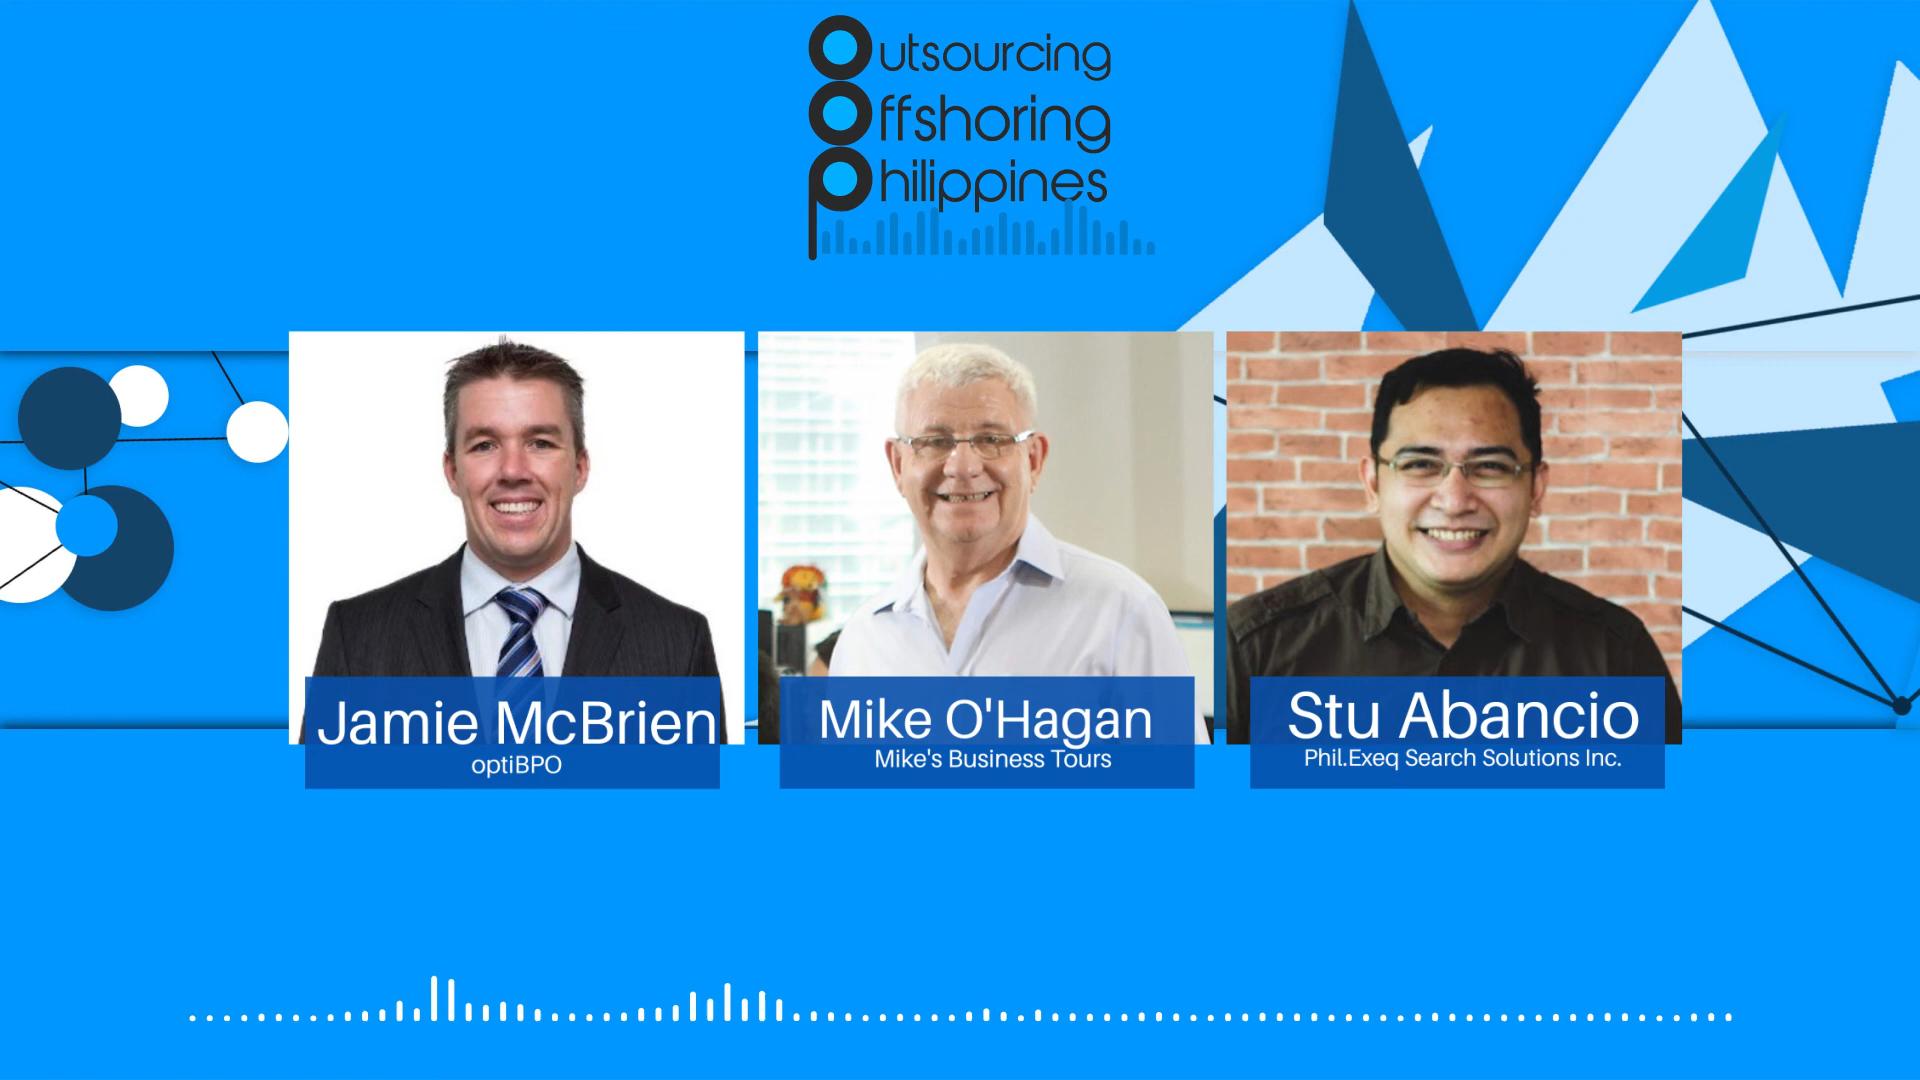 Outsourcing
Offshoring
Philippines
Jamie McBrien
optiBPO
Mike O'Hagan
Mike's Business Tours
Stu Abancio
Phil.Exeq Search Solutions Inc.